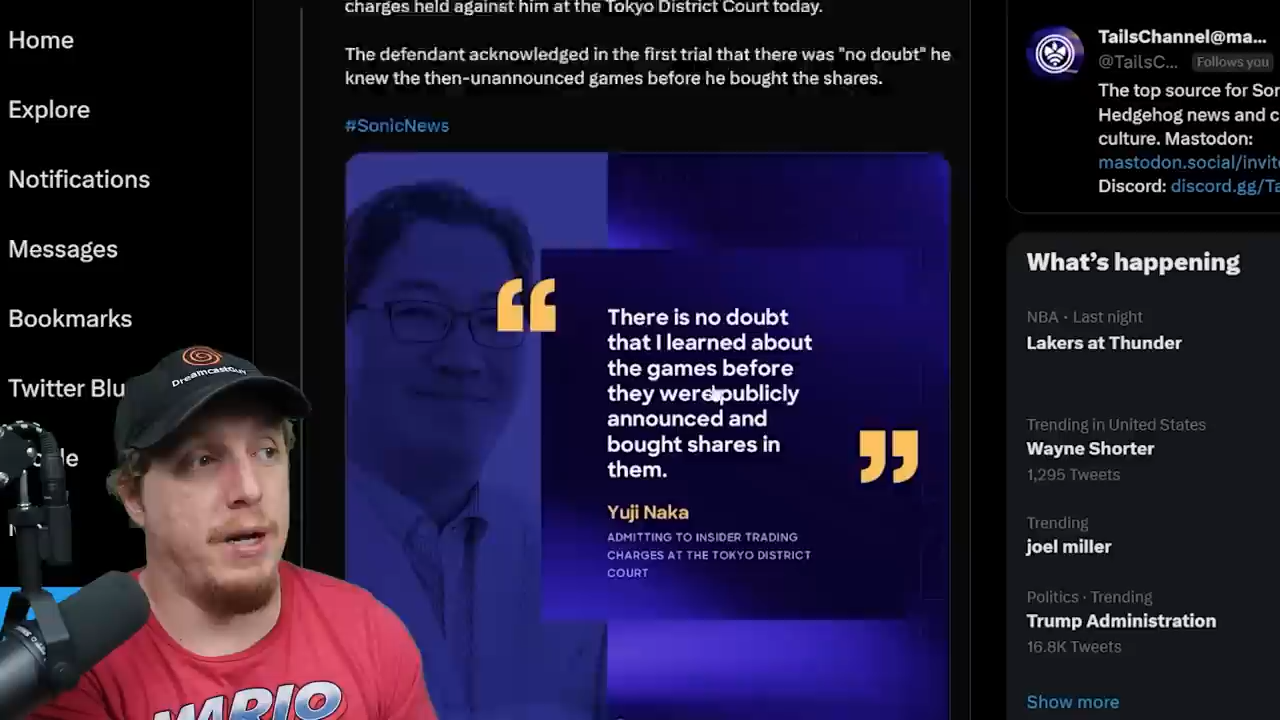 Home
Explore
Notifications
Messages
Bookmarks
Twitter Blu
charges held against him at the Tokyo District Court today.
The defendant acknowledged in the first trial that there was "no doubt" he
knew the then-unannounced games before he bought the shares.
#SonicNews
“
There is no doubt
that I learned about
the games before
they were publicly
announced and
bought shares in
them.
”
Yuji Naka
ADMITTING TO INSIDER TRADING
CHARGES AT THE TOKYO DISTRICT
COURT
TailsChannel@ma...
@TailsC... Follows you
The top source for Son
Hedgehog news and c
culture. Mastodon:
mastodon.social/invite
Discord: discord.gg/Ta
What’s happening
NBA · Last night
Lakers at Thunder
Trending in United States
Wayne Shorter
1,295 Tweets
Trending
joel miller
Politics · Trending
Trump Administration
16.8K Tweets
Show more
DreamcastGuy
MARIO